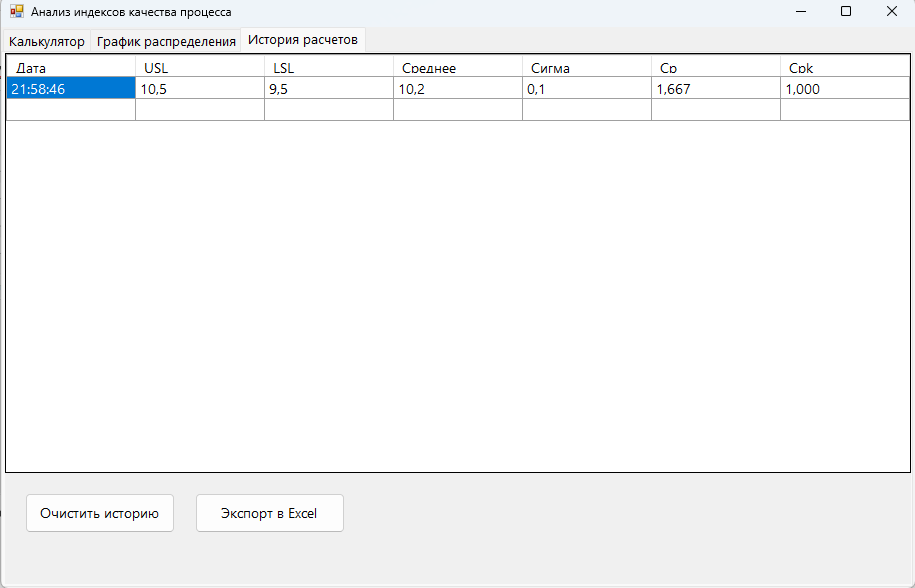 Анализ индексов качества процесса
Калькулятор График распределения История расчетов
Дата USL LSL Среднее Сигма Cp Cpk
21:58:46 10,5 9,5 10,2 0,1 1,667 1,000
Очистить историю Экспорт в Excel